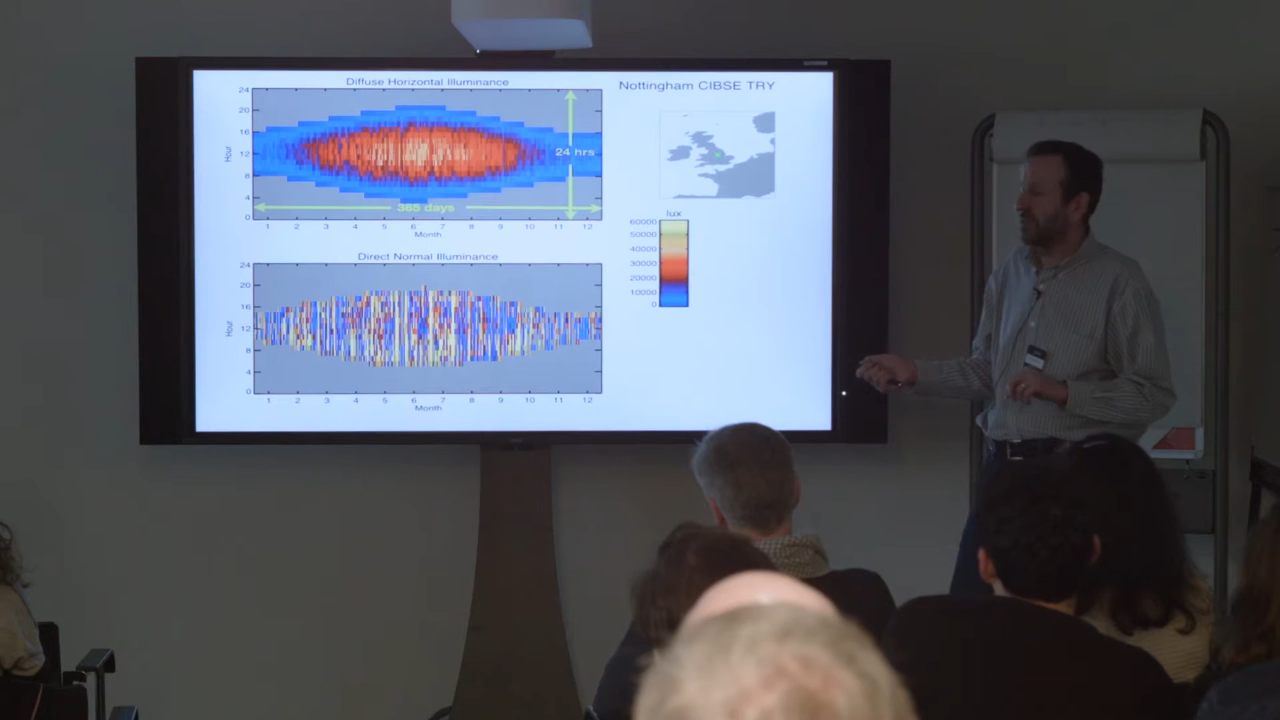 Diffuse Horizontal Illuminance
24
20
16
12
8
4
0
Hour
24 hrs
365 days
1 2 3 4 5 6 7 8 9 10 11 12
Month
Direct Normal Illuminance
24
20
16
12
8
4
0
Hour
1 2 3 4 5 6 7 8 9 10 11 12
Month
Nottingham CIBSE TRY
lux
60000
50000
40000
30000
20000
10000
0